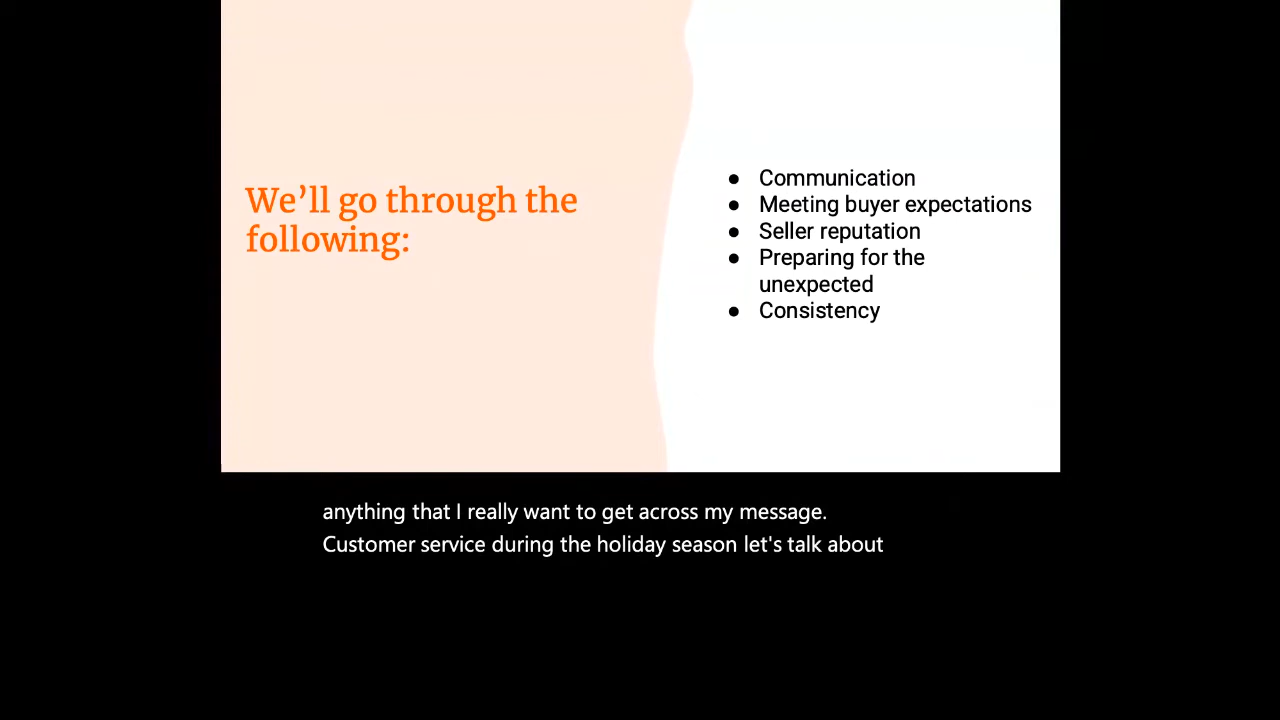 We’ll go through the
following:
● Communication
● Meeting buyer expectations
● Seller reputation
● Preparing for the
unexpected
● Consistency
anything that I really want to get across my message.
Customer service during the holiday season let's talk about